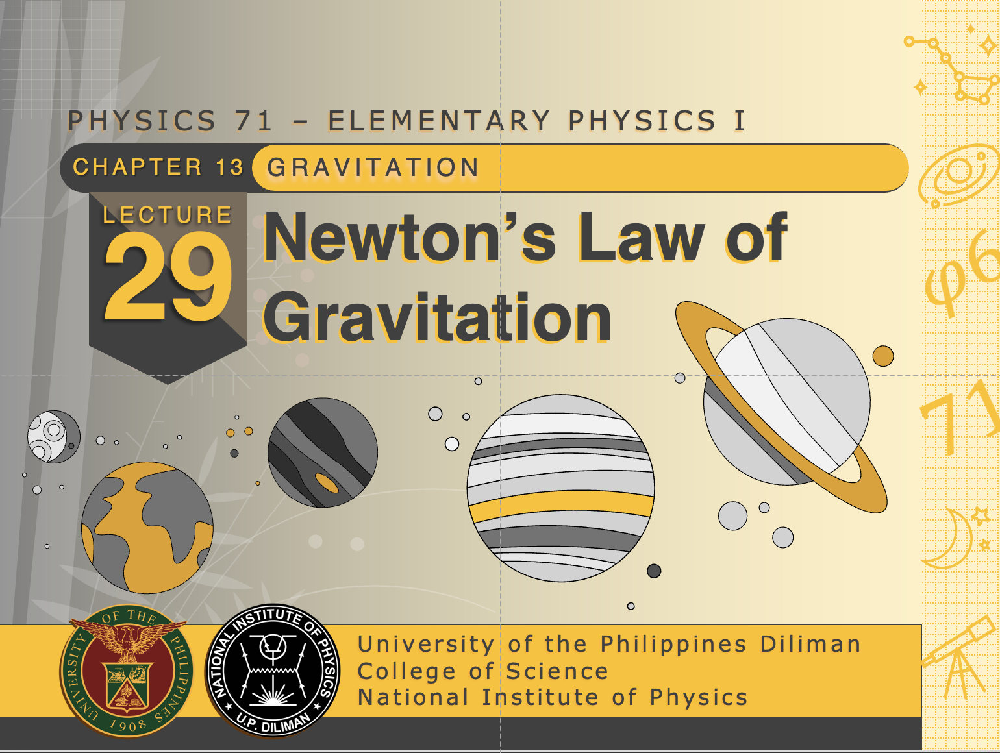 PHYSICS 71 – ELEMENTARY PHYSICS I
CHAPTER 13 GRAVITATION
LECTURE
29
Newton’s Law of
Gravitation
φ6
71
UNIVERSITY OF THE PHILIPPINES
1908
NATIONAL INSTITUTE OF PHYSICS
U.P. DILIMAN
University of the Philippines Diliman
College of Science
National Institute of Physics